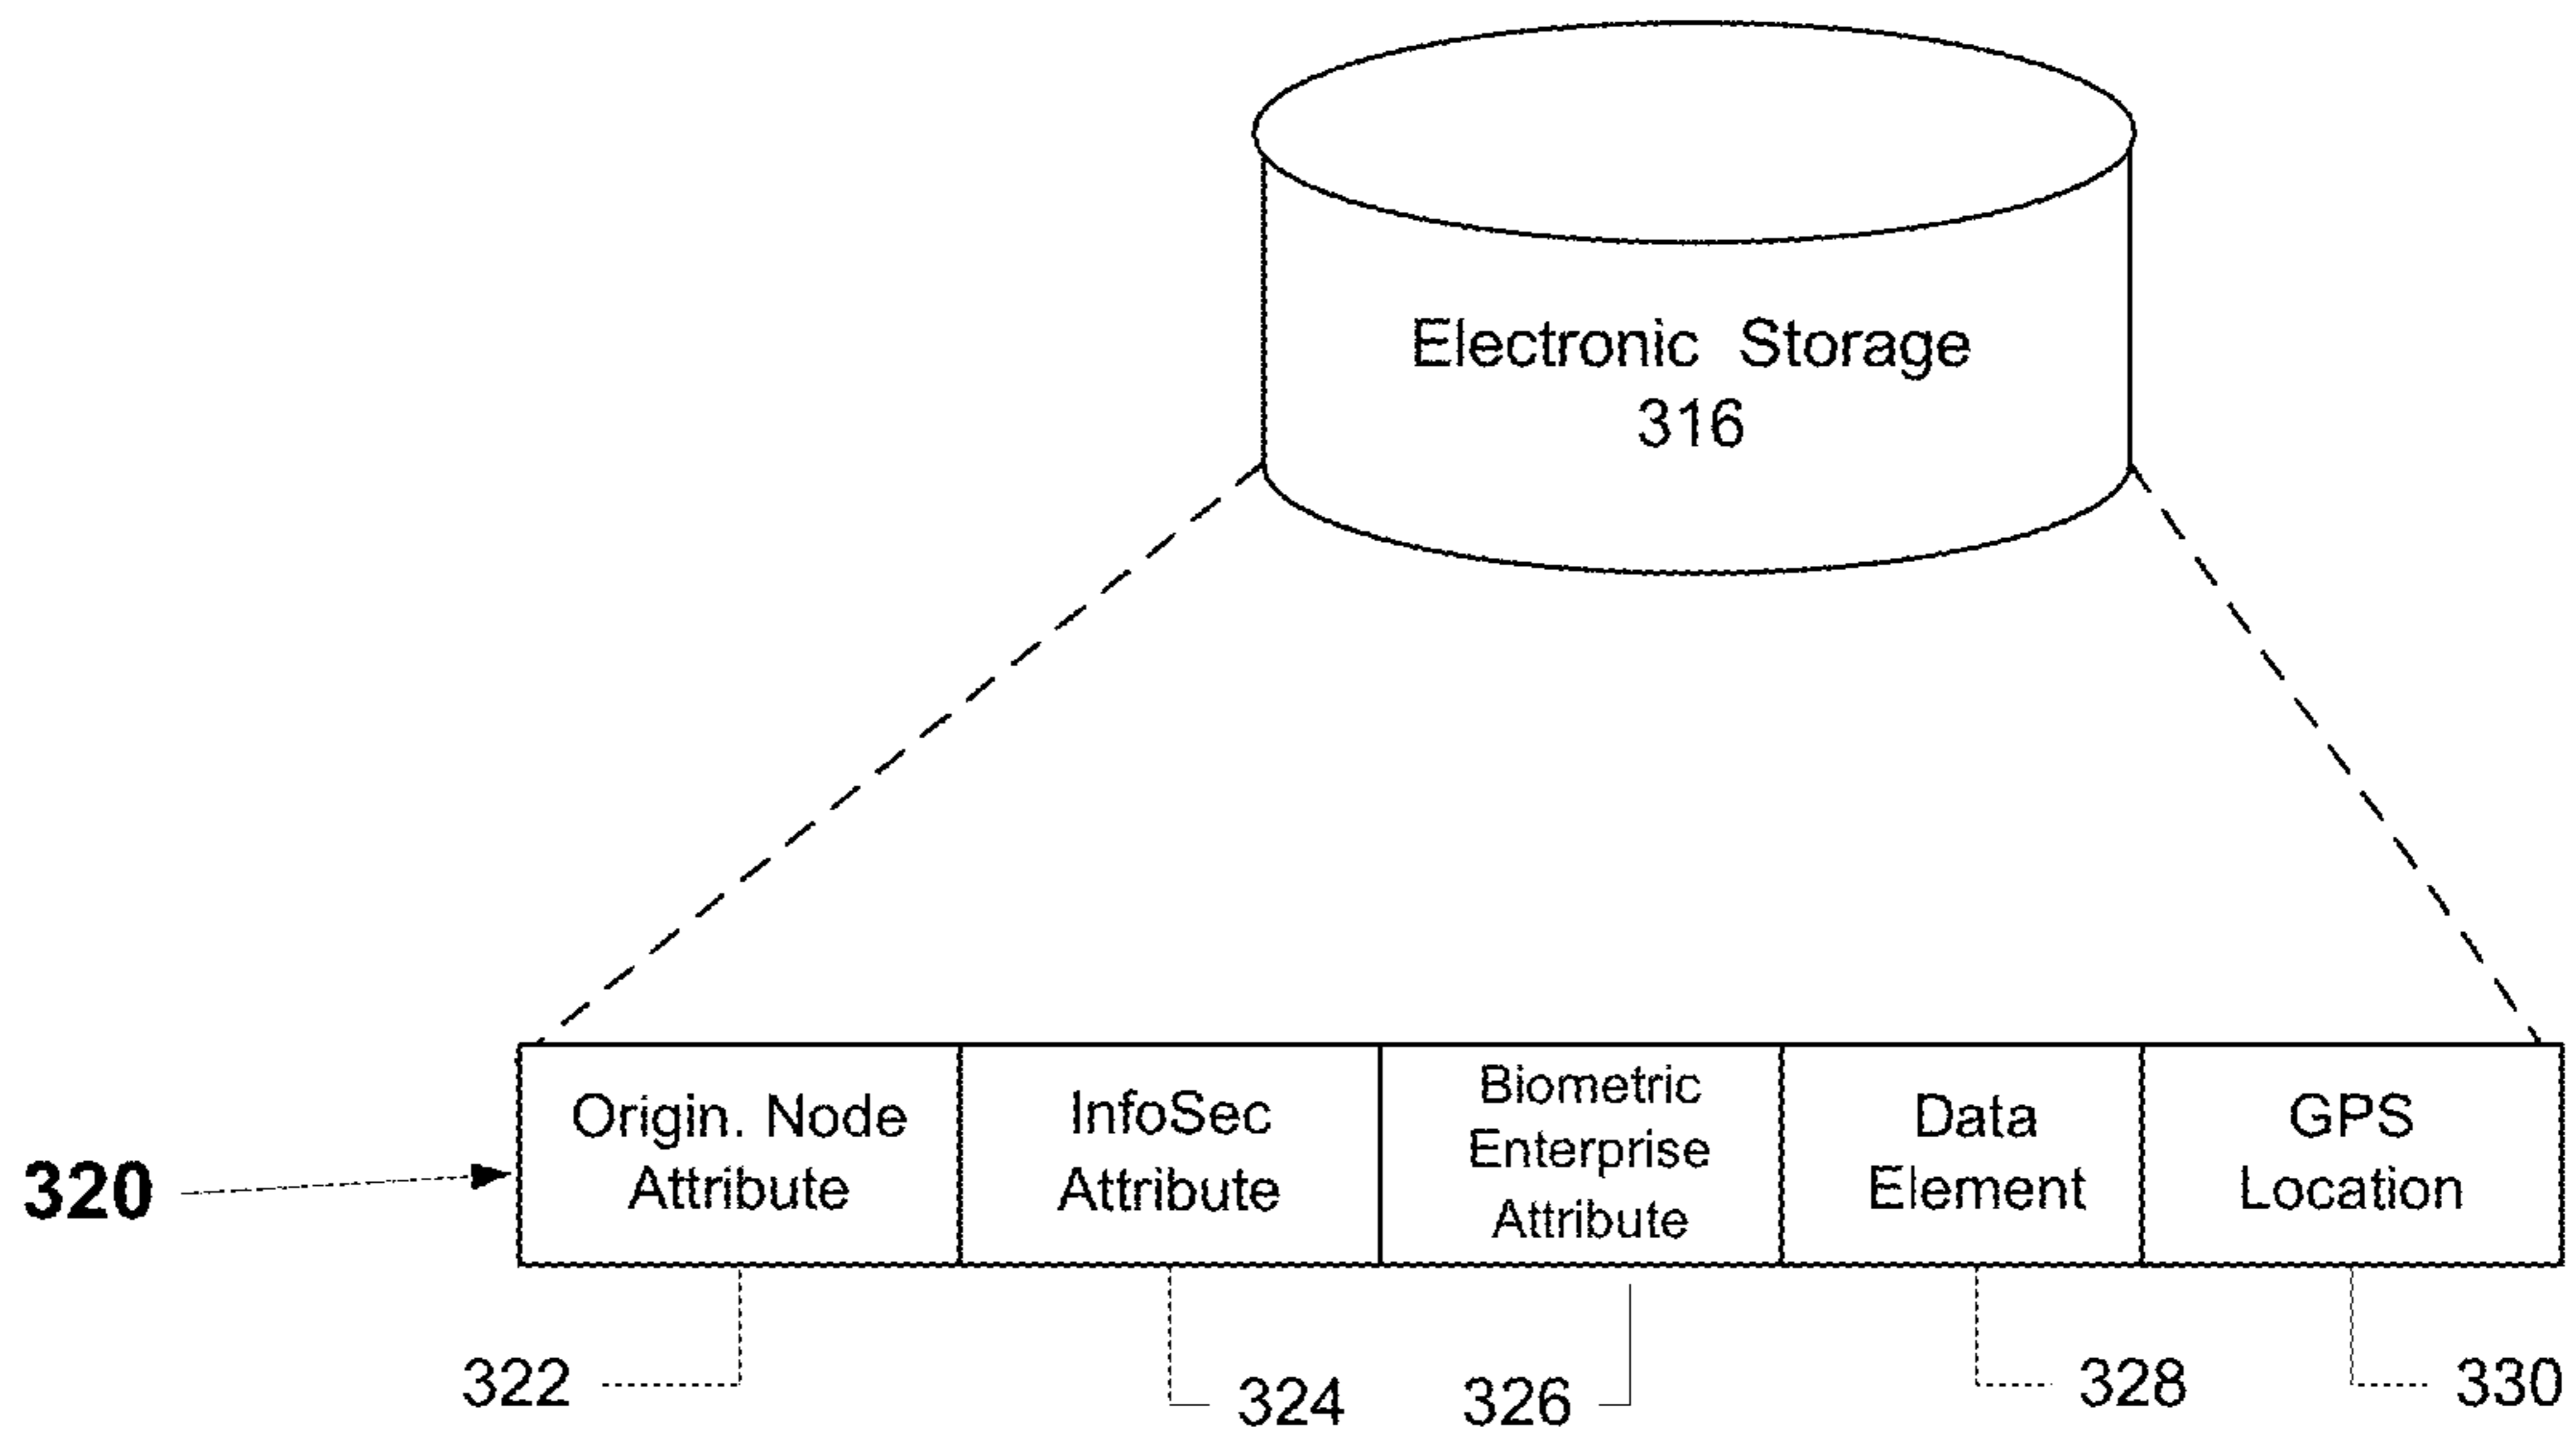 Electronic Storage
316
Origin. Node
Attribute
InfoSec
Attribute
Biometric
Enterprise
Attribute
Data
Element
GPS
Location
320
322
324
326
328
330